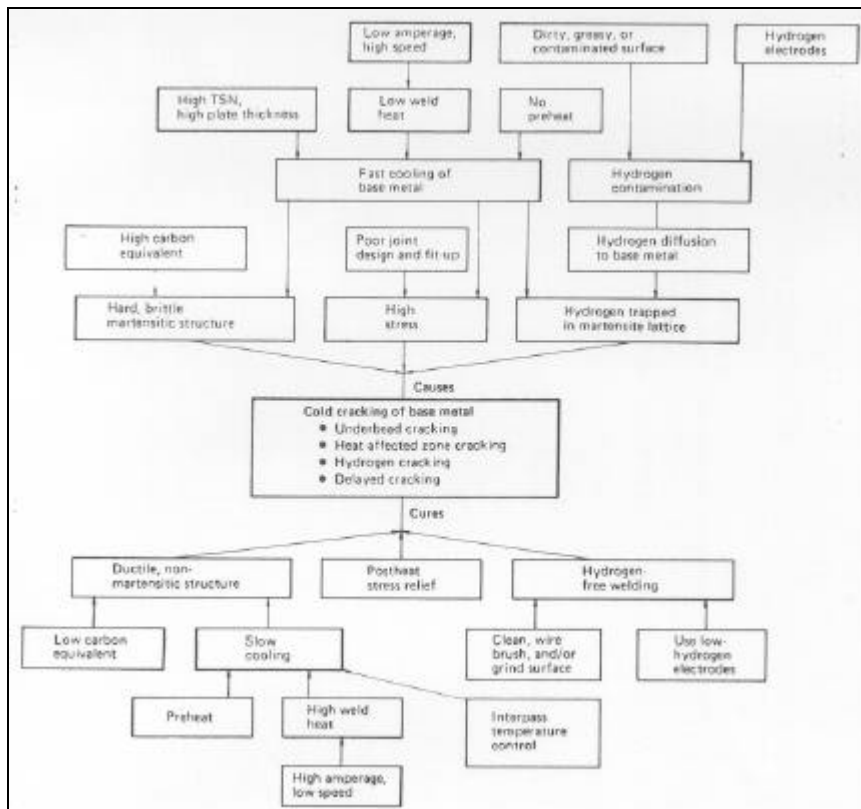 Low amperage,
high speed
Dirty, greasy, or
contaminated surface
Hydrogen
electrodes
High TSN,
high plate thickness
Low weld
heat
No
preheat
Fast cooling of
base metal
Hydrogen
contamination
High carbon
equivalent
Poor joint
design and fit-up
Hydrogen diffusion
to base metal
Hard, brittle
martensitic structure
High
stress
Hydrogen trapped
in martensite lattice
Causes
Cold cracking of base metal
● Underbead cracking
● Heat affected zone cracking
● Hydrogen cracking
● Delayed cracking
Cures
Ductile, non-
martensitic structure
Postheat
stress relief
Hydrogen-
free welding
Low carbon
equivalent
Slow
cooling
Clean, wire
brush, and/or
grind surface
Use low-
hydrogen
electrodes
Preheat
High weld
heat
Interpass
temperature
control
High amperage,
low speed